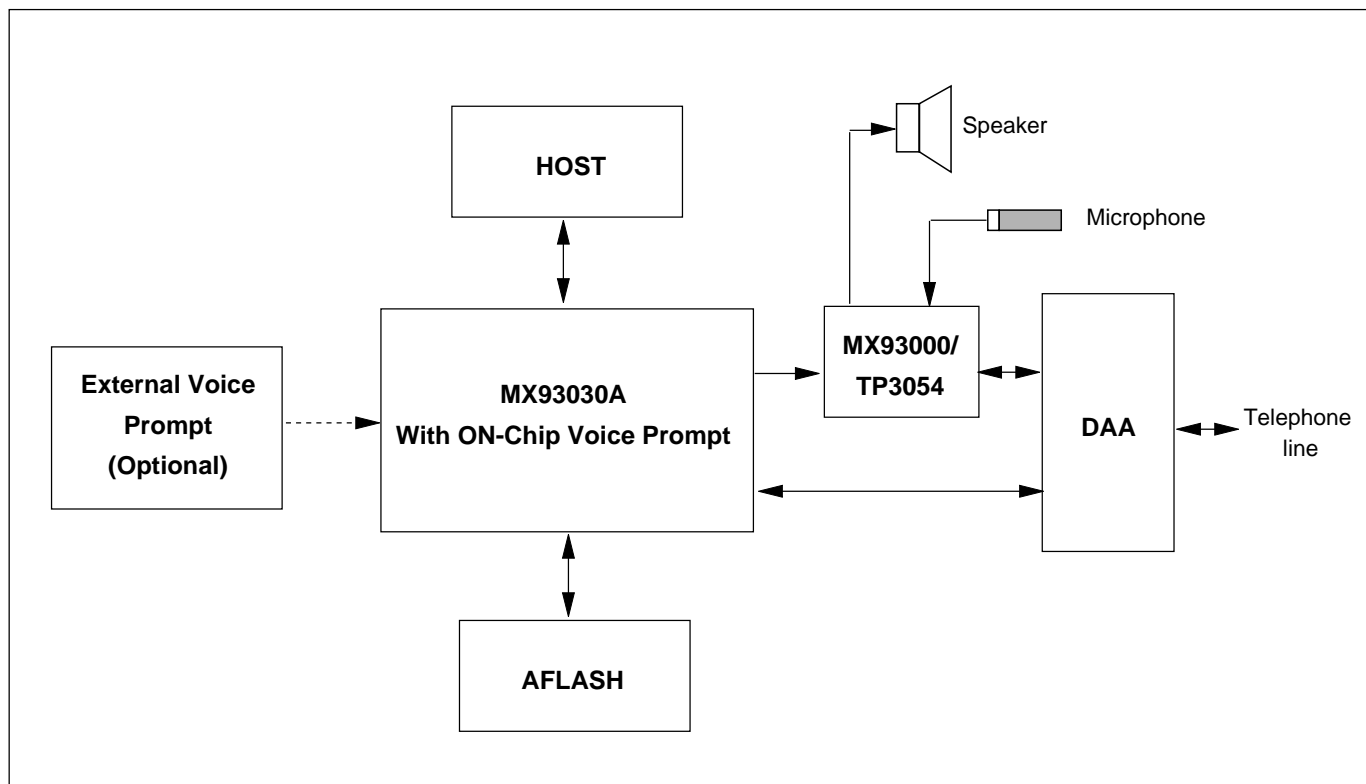 HOST
Speaker
Microphone
External Voice
Prompt
(Optional)
MX93030A
With ON-Chip Voice Prompt
MX93000/
TP3054
DAA
Telephone
line
AFLASH